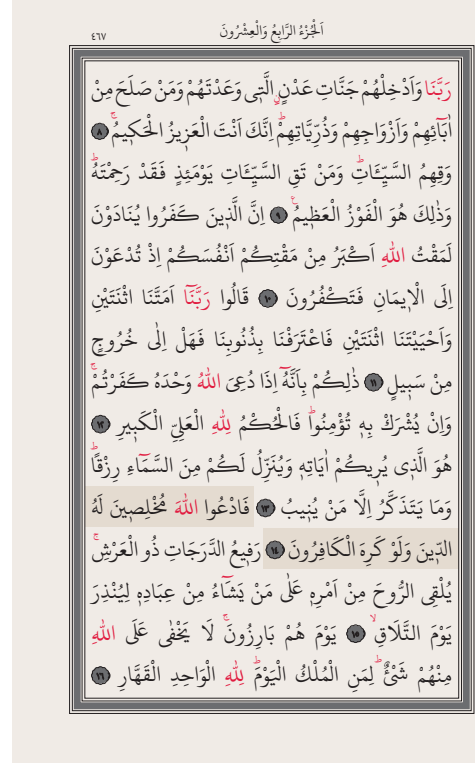 ٤٦٧ اَلْجُزْءُ الرَّابِعُ وَالْعِشْرُونَ
رَبَّنَا وَاَدْخِلْهُمْ جَنَّاتِ عَدْنٍۨ الَّتٖى وَعَدْتَهُمْ وَمَنْ صَلَحَ مِنْ
اٰبَٓائِهِمْ وَاَزْوَاجِهِمْ وَذُرِّيَّاتِهِمْؕ اِنَّكَ اَنْتَ الْعَزٖيزُ الْحَكٖيمُۙ ٨
وَقِهِمُ السَّيِّـَٔاتِؕ وَمَنْ تَقِ السَّيِّـَٔاتِ يَوْمَئِذٍ فَقَدْ رَحِمْتَهُؕ
وَذٰلِكَ هُوَ الْفَوْزُ الْعَظٖيمُࣖ ٩ اِنَّ الَّذٖينَ كَفَرُوا يُنَادَوْنَ
لَمَقْتُ اللّٰهِ اَكْبَرُ مِنْ مَقْتِكُمْ اَنْفُسَكُمْ اِذْ تُدْعَوْنَ
اِلَى الْاٖيمَانِ فَتَكْفُرُونَ ١٠ قَالُوا رَبَّنَٓا اَمَتَّنَا اثْنَتَيْنِ
وَاَحْيَيْتَنَا اثْنَتَيْنِ فَاعْتَرَفْنَا بِذُنُوبِنَا فَهَلْ اِلٰى خُرُوجٍ
مِنْ سَبٖيلٍ ١١ ذٰلِكُمْ بِاَنَّهُٓ اِذَا دُعِىَ اللّٰهُ وَحْدَهُ كَفَرْتُمْۚ
وَاِنْ يُشْرَكْ بِهٖ تُؤْمِنُواؕ فَالْحُكْمُ لِلّٰهِ الْعَلِىِّ الْكَبٖيرِ ١٢
هُوَ الَّذٖى يُرٖيكُمْ اٰيَاتِهٖ وَيُنَزِّلُ لَكُمْ مِنَ السَّمَٓاءِ رِزْقًاؕ
وَمَا يَتَذَكَّرُ اِلَّا مَنْ يُنٖيبُ ١٣ فَادْعُوا اللّٰهَ مُخْلِصٖينَ لَهُ
الدّٖينَ وَلَوْ كَرِهَ الْكَافِرُونَ ١٤ رَفٖيعُ الدَّرَجَاتِ ذُو الْعَرْشِۚ
يُلْقِى الرُّوحَ مِنْ اَمْرِهٖ عَلٰى مَنْ يَشَٓاءُ مِنْ عِبَادِهٖ لِيُنْذِرَ
يَوْمَ التَّلَاقِۙ ١٥ يَوْمَ هُمْ بَارِزُونَۚ لَا يَخْفٰى عَلَى اللّٰهِ
مِنْهُمْ شَىْءٌؕ لِمَنِ الْمُلْكُ الْيَوْمَؕ لِلّٰهِ الْوَاحِدِ الْقَهَّارِ ١٦